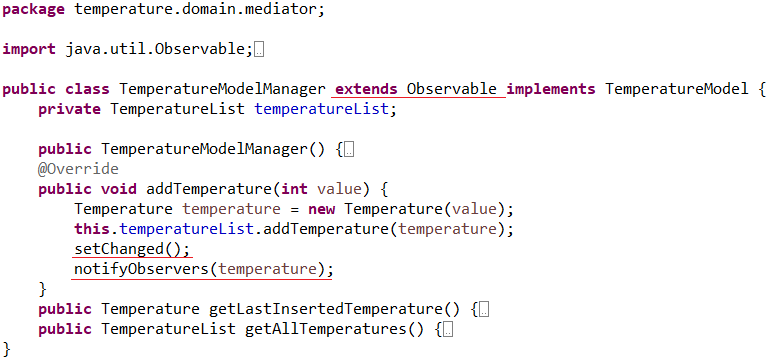 package temperature.domain.mediator;
import java.util.Observable;
public class TemperatureModelManager extends Observable implements TemperatureModel {
private TemperatureList temperatureList;
public TemperatureModelManager() {
@Override
public void addTemperature(int value) {
Temperature temperature = new Temperature(value);
this.temperatureList.addTemperature(temperature);
setChanged();
notifyObservers(temperature);
}
public Temperature getLastInsertedTemperature() {
public TemperatureList getAllTemperatures() {
}